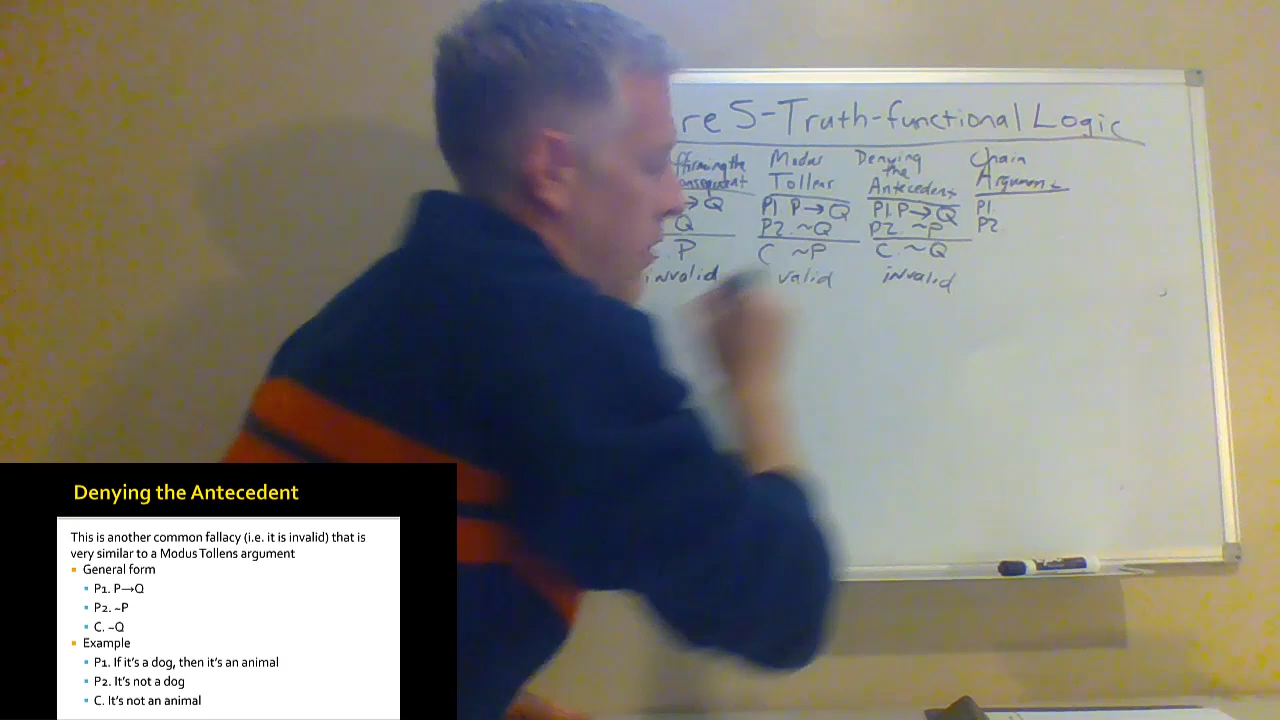 re 5-Truth-functional Logic
ffirming the
onsequent
→Q
Q
P
invalid
Modus
Tollens
P1. P→Q
P2. ~Q
C ~P
valid
Denying
the
Antecedent
P1. P→Q
P2. ~P
C. ~Q
invalid
Chain
Argument
P1.
P2
Denying the Antecedent
This is another common fallacy (i.e. it is invalid) that is
very similar to a Modus Tollens argument
General form
P1. P→Q
P2. ~P
C. ~Q
Example
P1. If it's a dog, then it's an animal
P2. It's not a dog
C. It's not an animal